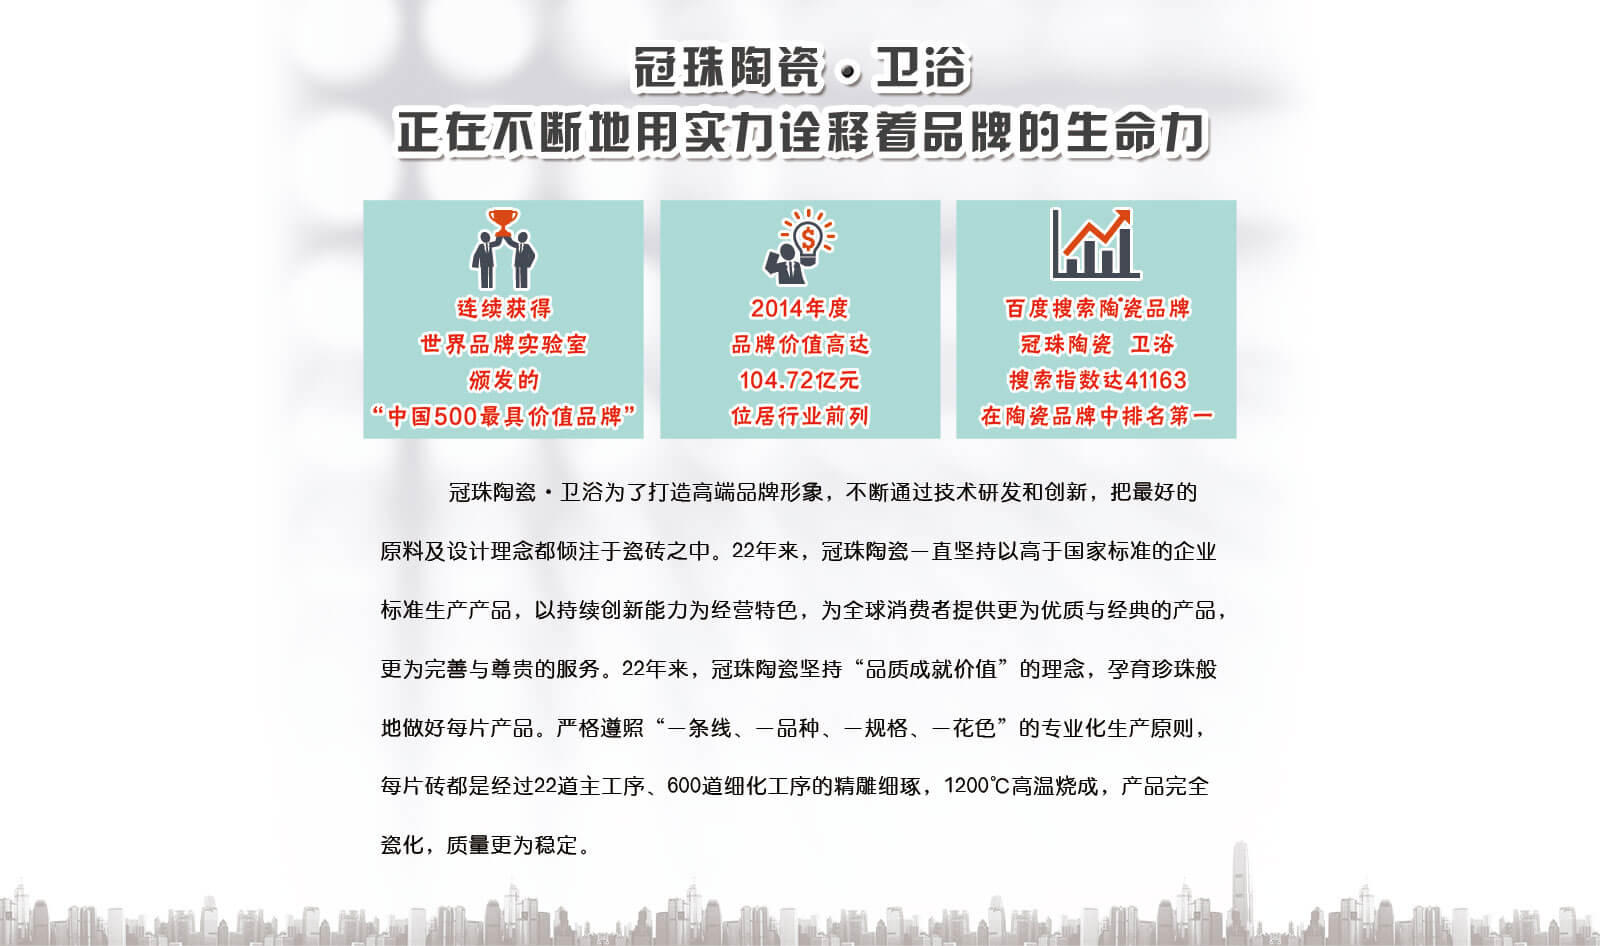 冠珠陶瓷·卫浴
正在不断地用实力诠释着品牌的生命力
连续获得
世界品牌实验室
颁发的
“中国500最具价值品牌”
2014年度
品牌价值高达
104.72亿元
位居行业前列
百度搜索陶瓷品牌
冠珠陶瓷 卫浴
搜索指数达41163
在陶瓷品牌中排名第一
冠珠陶瓷·卫浴为了打造高端品牌形象，不断通过技术研发和创新，把最好的
原料及设计理念都倾注于瓷砖之中。22年来，冠珠陶瓷一直坚持以高于国家标准的企业
标准生产产品，以持续创新能力为经营特色，为全球消费者提供更为优质与经典的产品，
更为完善与尊贵的服务。22年来，冠珠陶瓷坚持“品质成就价值”的理念，孕育珍珠般
地做好每片产品。严格遵照“一条线、一品种、一规格、一花色”的专业化生产原则，
每片砖都是经过22道主工序、600道细化工序的精雕细琢，1200℃高温烧成，产品完全
瓷化，质量更为稳定。